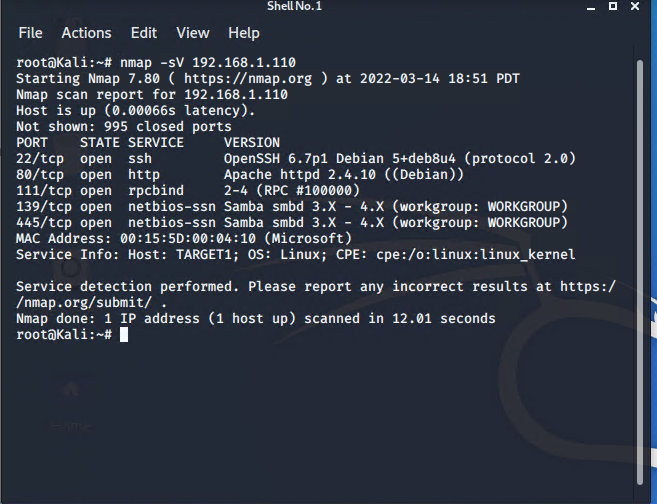 Shell No. 1
File Actions Edit View Help
root@Kali:~# nmap -sV 192.168.1.110
Starting Nmap 7.80 ( https://nmap.org ) at 2022-03-14 18:51 PDT
Nmap scan report for 192.168.1.110
Host is up (0.00066s latency).
Not shown: 995 closed ports
PORT    STATE SERVICE     VERSION
22/tcp  open  ssh         OpenSSH 6.7p1 Debian 5+deb8u4 (protocol 2.0)
80/tcp  open  http        Apache httpd 2.4.10 ((Debian))
111/tcp open  rpcbind     2-4 (RPC #100000)
139/tcp open  netbios-ssn Samba smbd 3.X - 4.X (workgroup: WORKGROUP)
445/tcp open  netbios-ssn Samba smbd 3.X - 4.X (workgroup: WORKGROUP)
MAC Address: 00:15:5D:00:04:10 (Microsoft)
Service Info: Host: TARGET1; OS: Linux; CPE: cpe:/o:linux:linux_kernel
Service detection performed. Please report any incorrect results at https:/
/nmap.org/submit/ .
Nmap done: 1 IP address (1 host up) scanned in 12.01 seconds
root@Kali:~#
Home